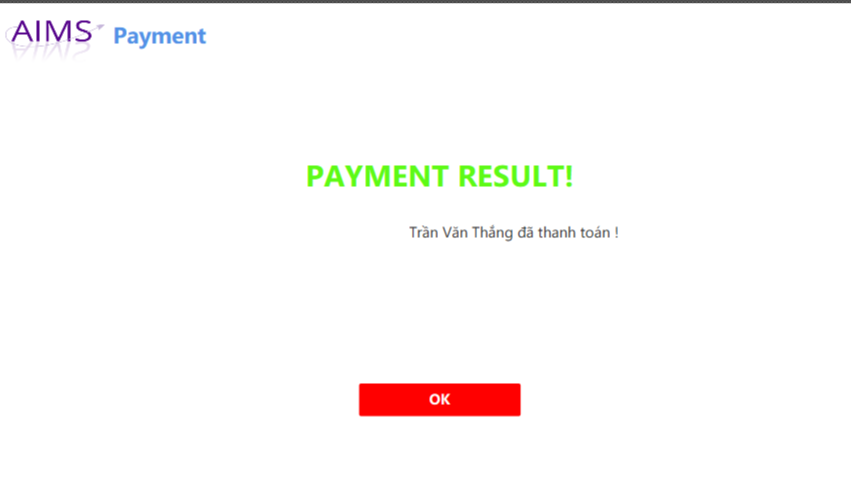 AIMS Payment
PAYMENT RESULT!
Trần Văn Thắng đã thanh toán !
OK